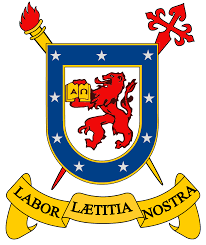 Α Ω
LABOR LÆTITIA NOSTRA